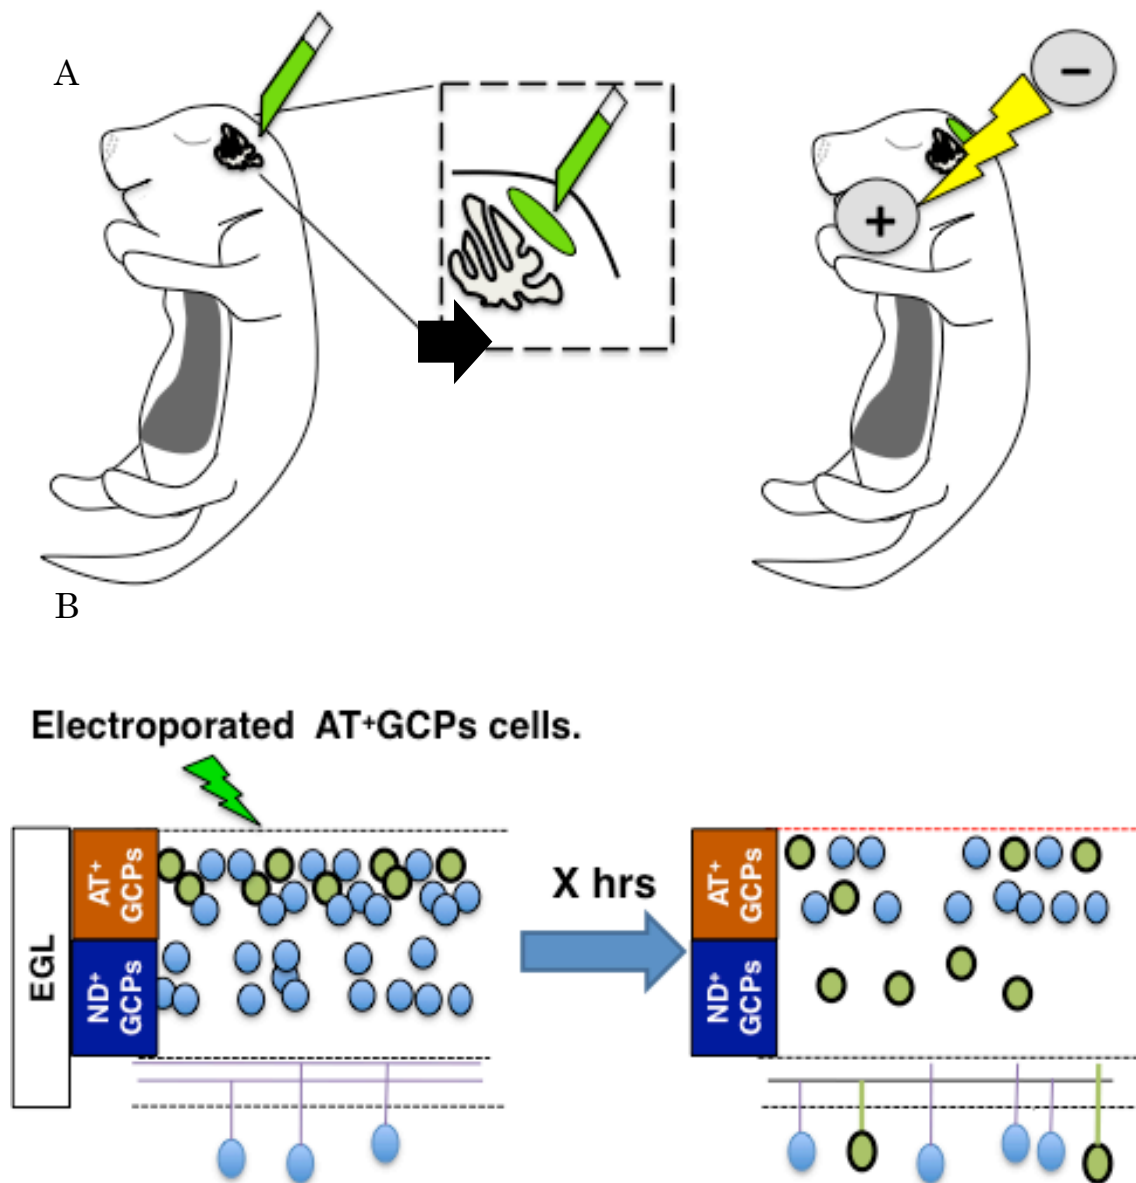 A
−
+
B
Electroporated AT⁺GCPs cells.
EGL
AT⁺
GCPs
ND⁺
GCPs
X hrs
AT⁺
GCPs
ND⁺
GCPs